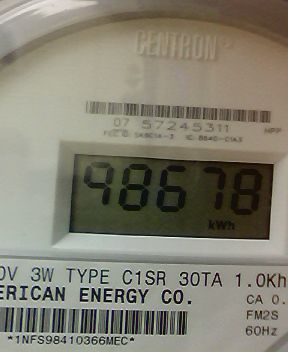 CENTRON®
07 57245311
HPP
98678
kWh
0V 3W TYPE C1SR 30TA 1.0Kh
ERICAN ENERGY CO.
CA 0.
FM2S
60Hz
*1NFS98410366MEC*